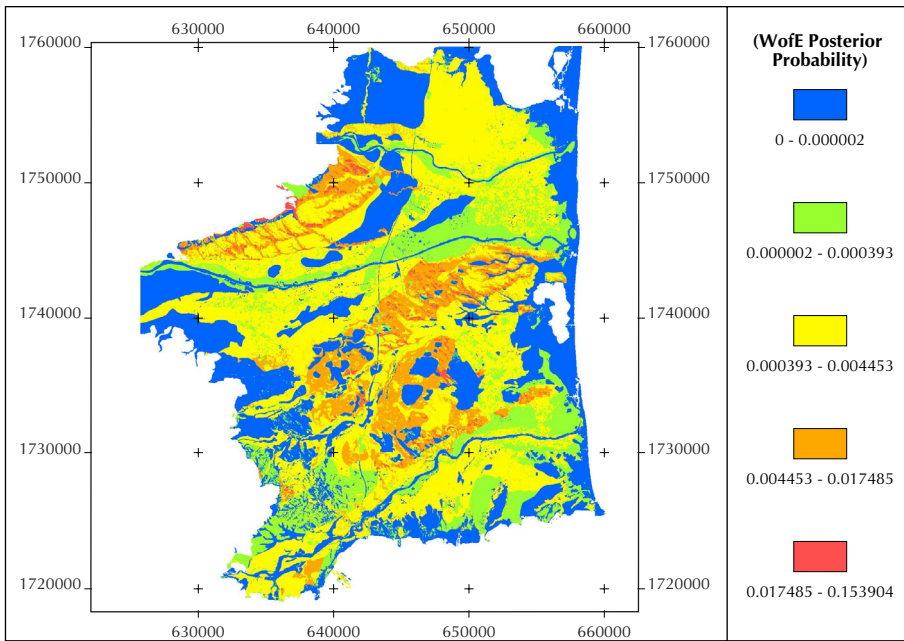 630000 640000 650000 660000
1760000 1760000
1750000 1750000
1740000 1740000
1730000 1730000
1720000 1720000
630000 640000 650000 660000
(WofE Posterior
Probability)
0 - 0.000002
0.000002 - 0.000393
0.000393 - 0.004453
0.004453 - 0.017485
0.017485 - 0.153904